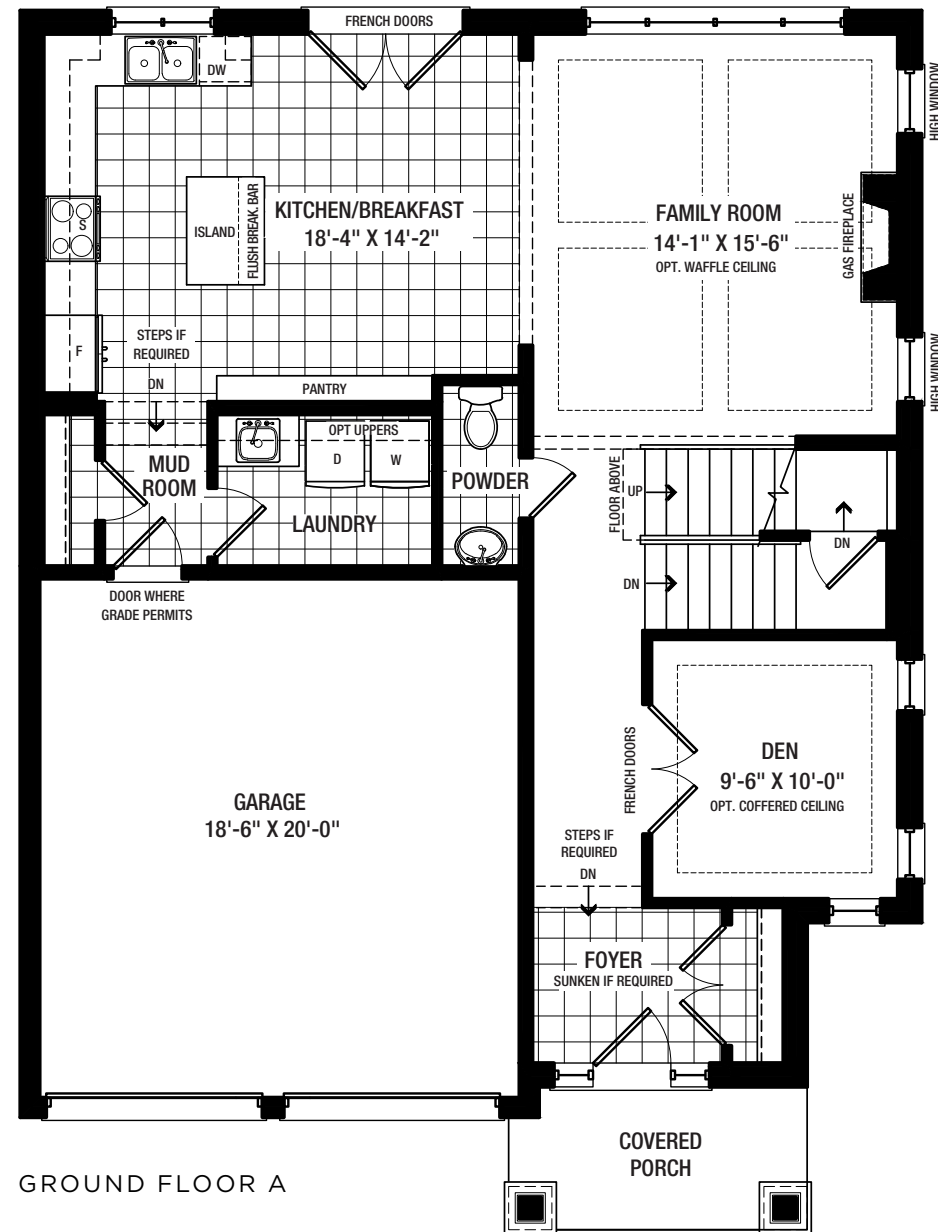 FRENCH DOORS
DW
HIGH WINDOW
S
ISLAND
FLUSH BREAK. BAR
KITCHEN/BREAKFAST
18'-4" X 14'-2"
FAMILY ROOM
14'-1" X 15'-6"
OPT. WAFFLE CEILING
GAS FIREPLACE
F
STEPS IF
REQUIRED
DN
PANTRY
HIGH WINDOW
OPT UPPERS
D
W
MUD
ROOM
LAUNDRY
POWDER
FLOOR ABOVE
UP
DN
DN
DOOR WHERE
GRADE PERMITS
FRENCH DOORS
DEN
9'-6" X 10'-0"
OPT. COFFERED CEILING
GARAGE
18'-6" X 20'-0"
STEPS IF
REQUIRED
DN
FOYER
SUNKEN IF REQUIRED
COVERED
PORCH
GROUND FLOOR A